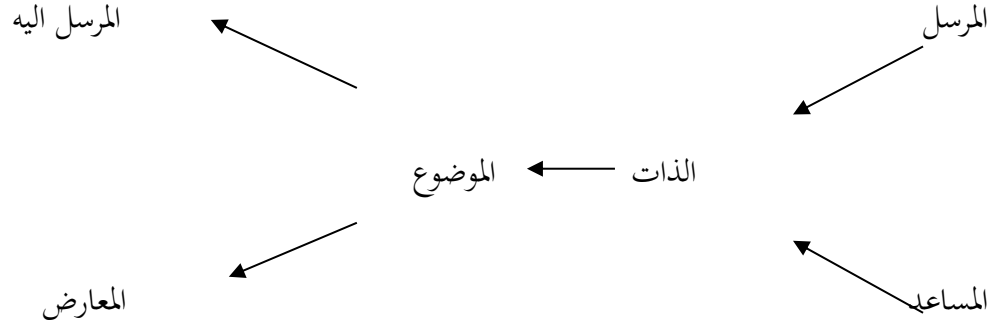 المرسل
المرسل اليه
الذات
الموضوع
المساعد
المعارض